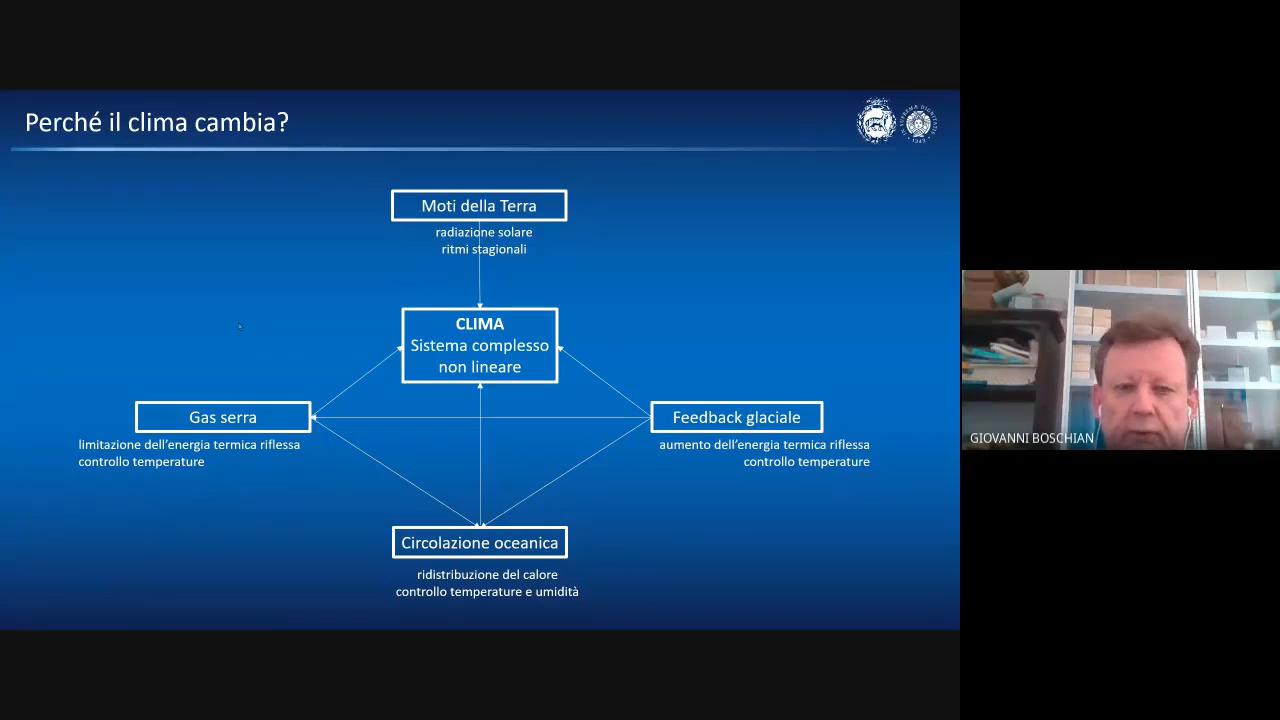 Perché il clima cambia?
Moti della Terra
radiazione solare
ritmi stagionali
CLIMA
Sistema complesso
non lineare
Gas serra
limitazione dell'energia termica riflessa
controllo temperature
Feedback glaciale
aumento dell'energia termica riflessa
controllo temperature
Circolazione oceanica
ridistribuzione del calore
controllo temperature e umidità
GIOVANNI BOSCHIAN